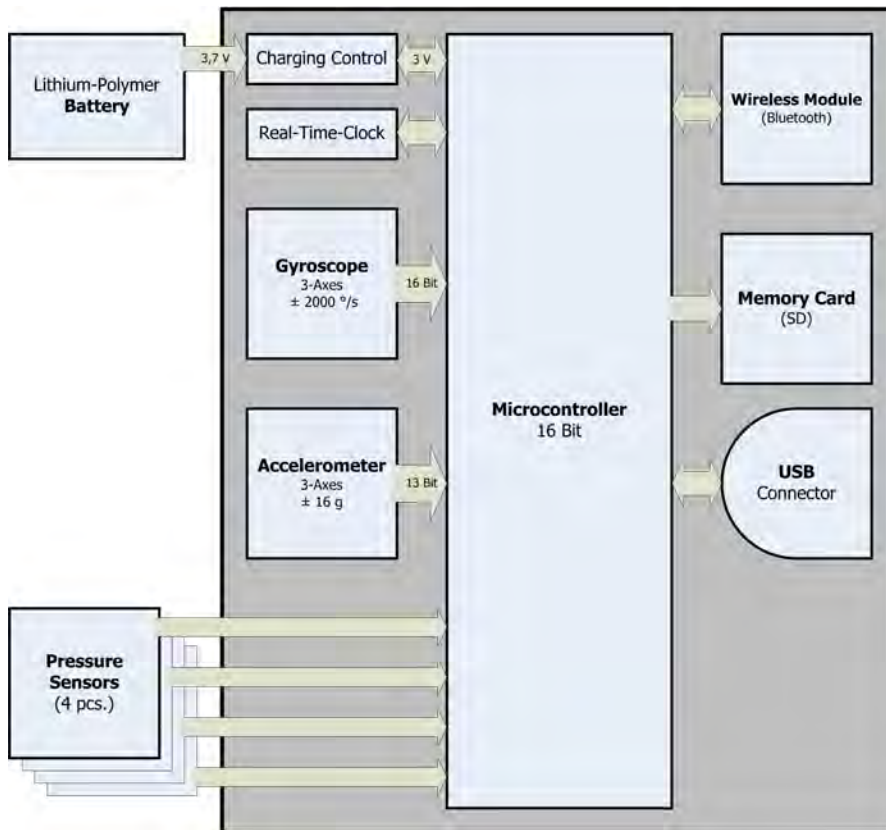 Lithium-Polymer
Battery
3,7 V
Charging Control
3 V
Real-Time-Clock
Gyroscope
3-Axes
± 2000 °/s
16 Bit
Accelerometer
3-Axes
± 16 g
13 Bit
Pressure
Sensors
(4 pcs.)
Microcontroller
16 Bit
Wireless Module
(Bluetooth)
Memory Card
(SD)
USB
Connector